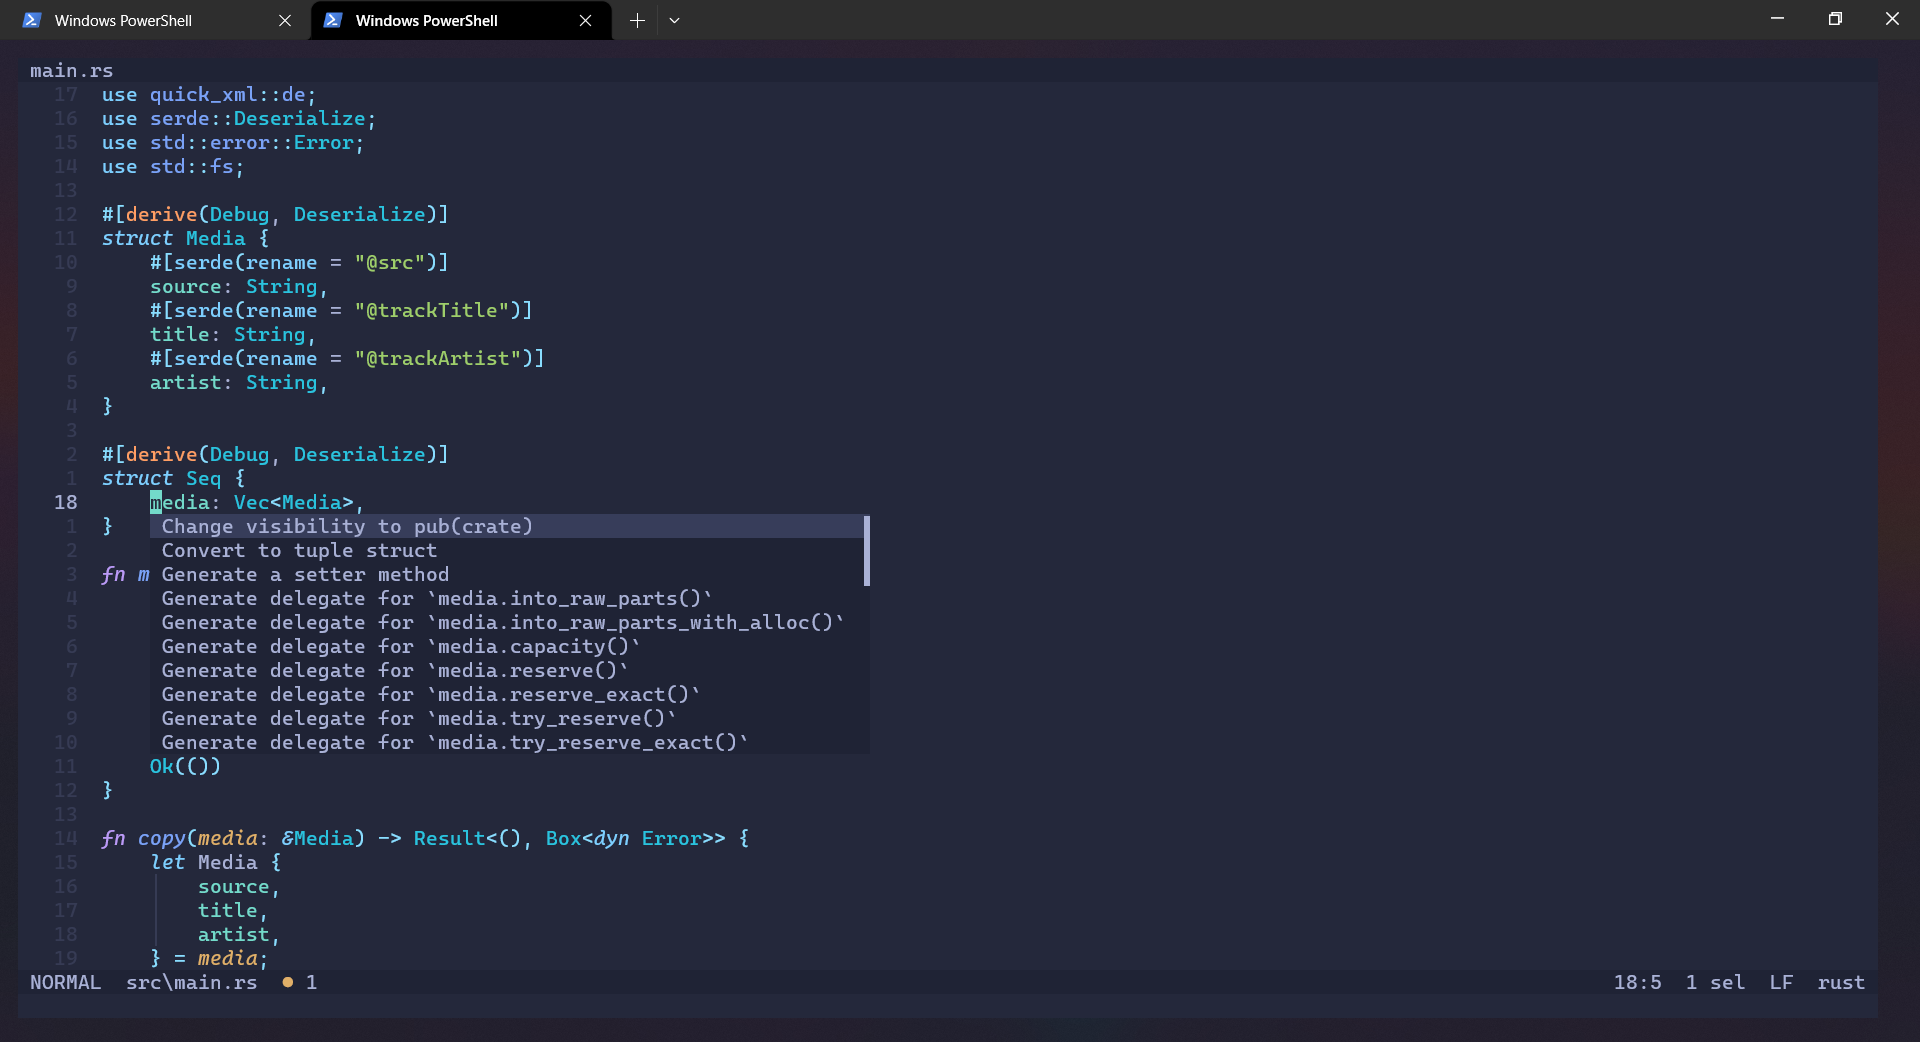 Windows PowerShell
Windows PowerShell
main.rs
17 use quick_xml::de;
16 use serde::Deserialize;
15 use std::error::Error;
14 use std::fs;
13
12 #[derive(Debug, Deserialize)]
11 struct Media {
10 #[serde(rename = "@src")]
9 source: String,
8 #[serde(rename = "@trackTitle")]
7 title: String,
6 #[serde(rename = "@trackArtist")]
5 artist: String,
4 }
3
2 #[derive(Debug, Deserialize)]
1 struct Seq {
18 media: Vec<Media>,
1 } Change visibility to pub(crate)
2 Convert to tuple struct
3 fn m Generate a setter method
4 Generate delegate for `media.into_raw_parts()`
5 Generate delegate for `media.into_raw_parts_with_alloc()`
6 Generate delegate for `media.capacity()`
7 Generate delegate for `media.reserve()`
8 Generate delegate for `media.reserve_exact()`
9 Generate delegate for `media.try_reserve()`
10 Generate delegate for `media.try_reserve_exact()`
11 Ok(())
12 }
13
14 fn copy(media: &Media) -> Result<(), Box<dyn Error>> {
15 let Media {
16 source,
17 title,
18 artist,
19 } = media;
NORMAL src\main.rs ● 1 18:5 1 sel LF rust